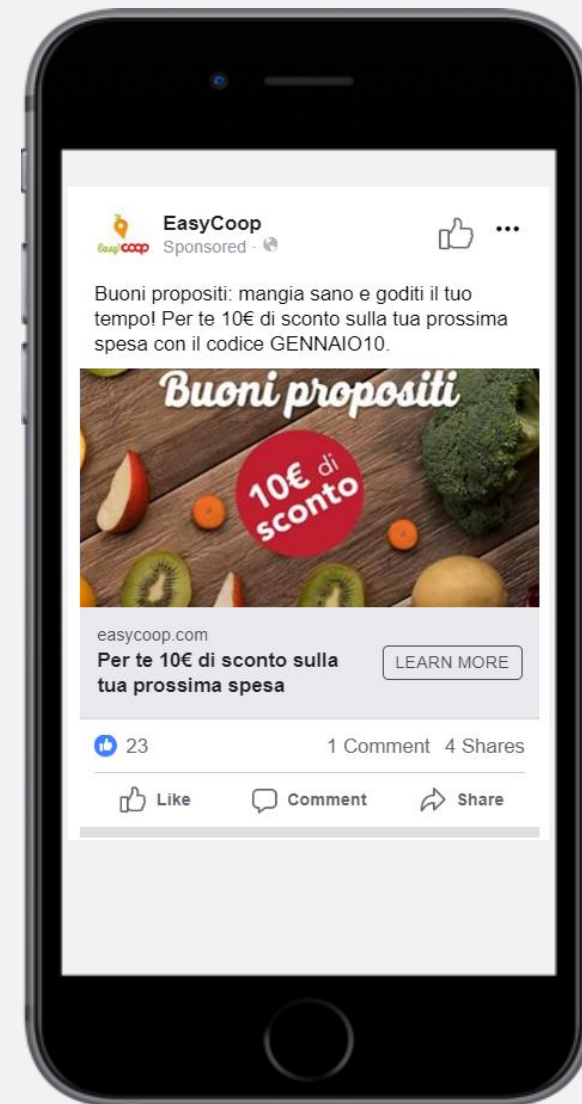 EasyCoop
easy coop
Sponsored ·
Buoni propositi: mangia sano e goditi il tuo
tempo! Per te 10€ di sconto sulla tua prossima
spesa con il codice GENNAIO10.
Buoni propositi
10€ di
sconto
easycoop.com
Per te 10€ di sconto sulla
tua prossima spesa
LEARN MORE
23
1 Comment 4 Shares
Like Comment Share